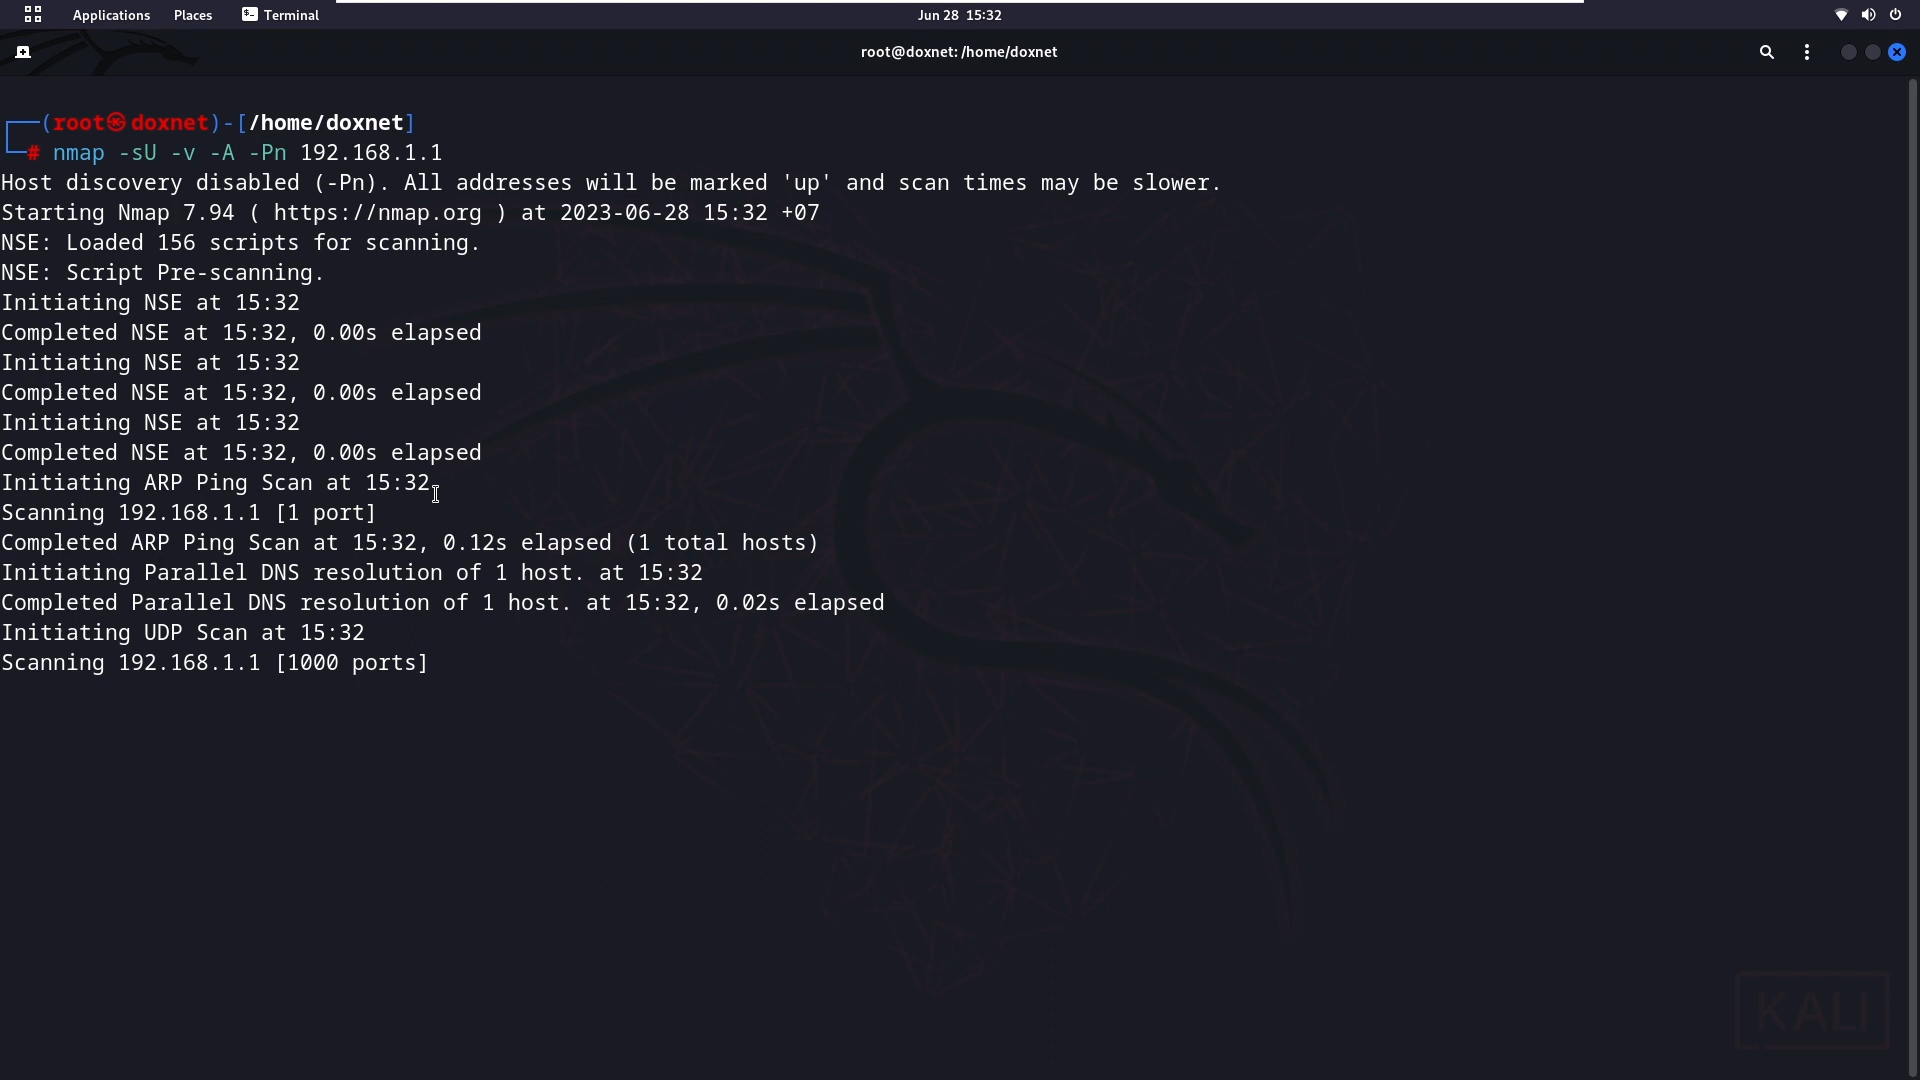 Applications Places Terminal Jun 28 15:32
root@doxnet: /home/doxnet
┌──(root㉿doxnet)-[/home/doxnet]
└─# nmap -sU -v -A -Pn 192.168.1.1
Host discovery disabled (-Pn). All addresses will be marked 'up' and scan times may be slower.
Starting Nmap 7.94 ( https://nmap.org ) at 2023-06-28 15:32 +07
NSE: Loaded 156 scripts for scanning.
NSE: Script Pre-scanning.
Initiating NSE at 15:32
Completed NSE at 15:32, 0.00s elapsed
Initiating NSE at 15:32
Completed NSE at 15:32, 0.00s elapsed
Initiating NSE at 15:32
Completed NSE at 15:32, 0.00s elapsed
Initiating ARP Ping Scan at 15:32
Scanning 192.168.1.1 [1 port]
Completed ARP Ping Scan at 15:32, 0.12s elapsed (1 total hosts)
Initiating Parallel DNS resolution of 1 host. at 15:32
Completed Parallel DNS resolution of 1 host. at 15:32, 0.02s elapsed
Initiating UDP Scan at 15:32
Scanning 192.168.1.1 [1000 ports]
KALI